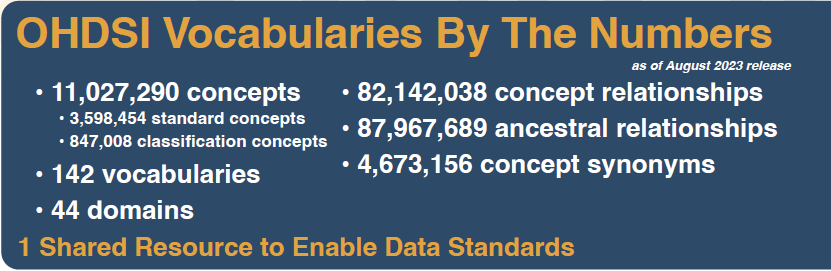 OHDSI Vocabularies By The Numbers
as of August 2023 release
• 11,027,290 concepts
• 3,598,454 standard concepts
• 847,008 classification concepts
• 142 vocabularies
• 44 domains
• 82,142,038 concept relationships
• 87,967,689 ancestral relationships
• 4,673,156 concept synonyms
1 Shared Resource to Enable Data Standards